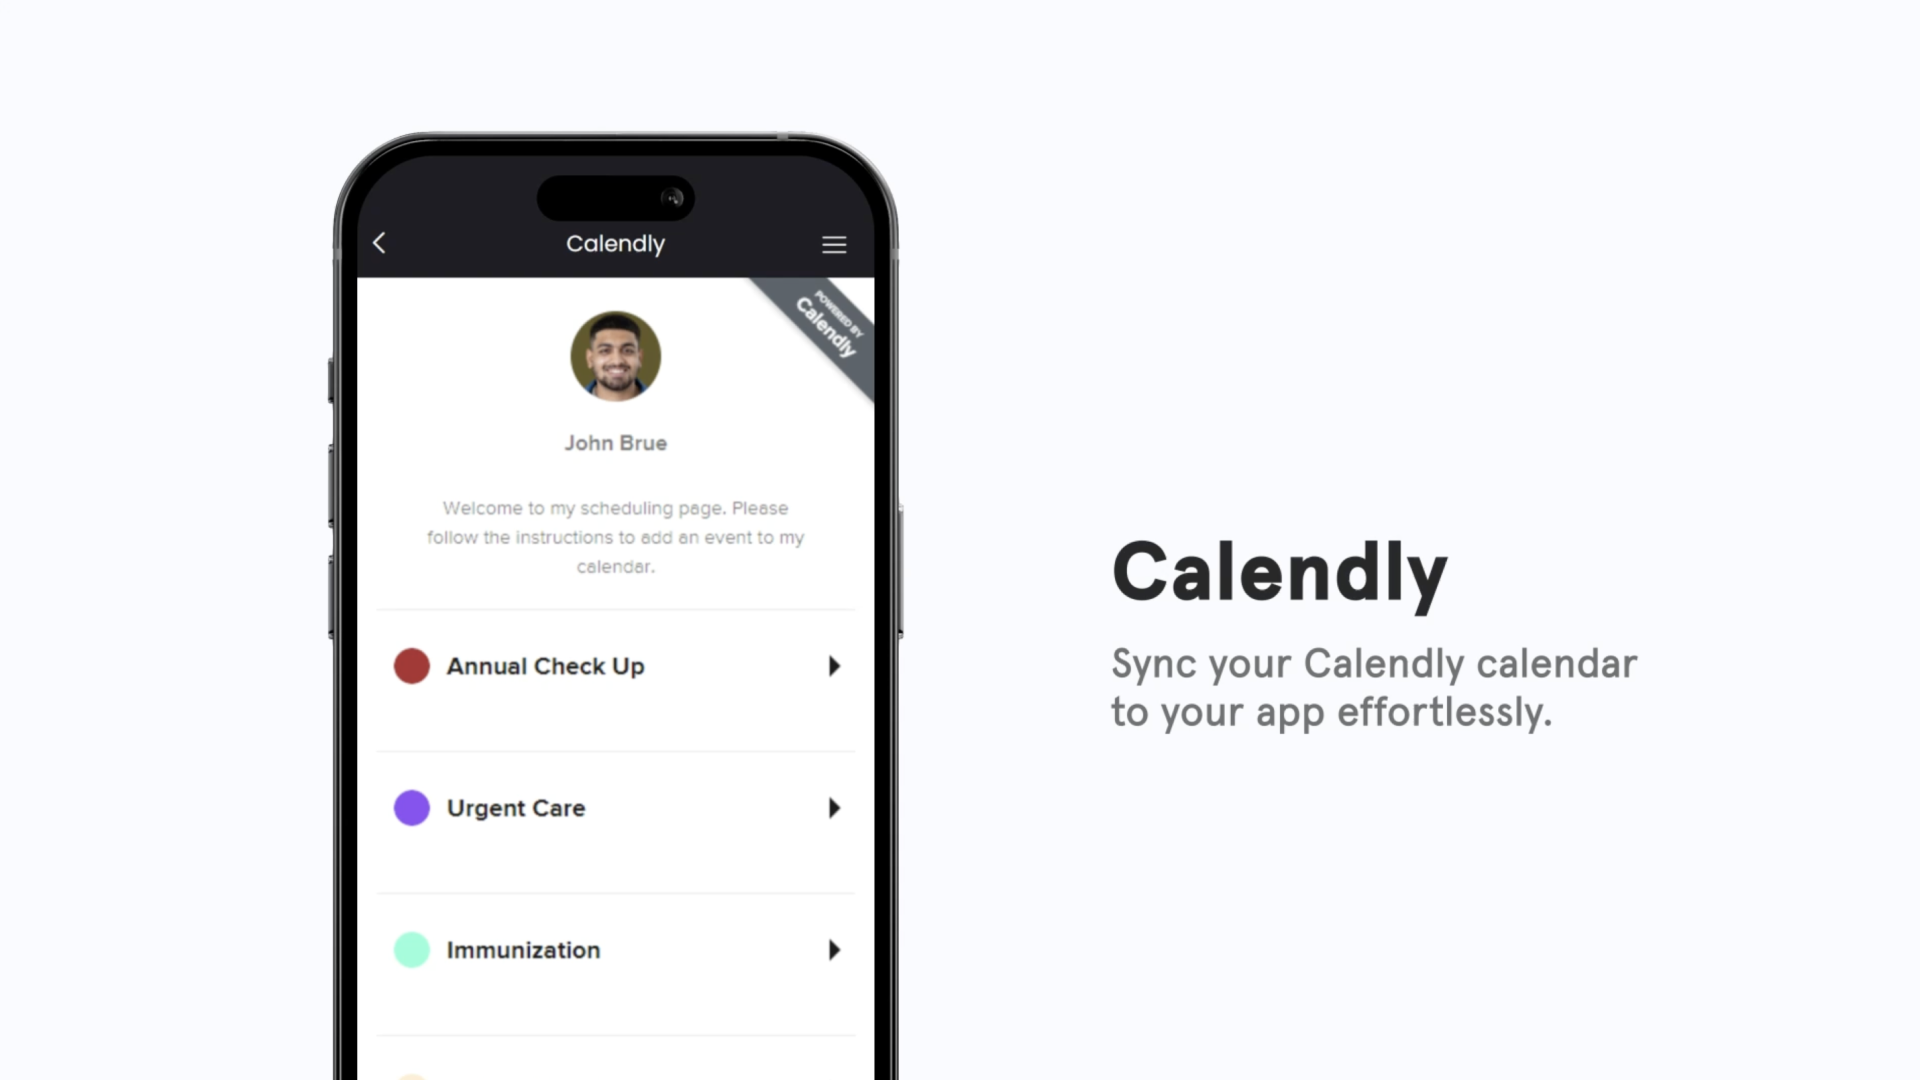 Calendly
POWERED BY
Calendly
John Brue
Welcome to my scheduling page. Please
follow the instructions to add an event to my
calendar.
Annual Check Up
Urgent Care
Immunization
Calendly
Sync your Calendly calendar
to your app effortlessly.